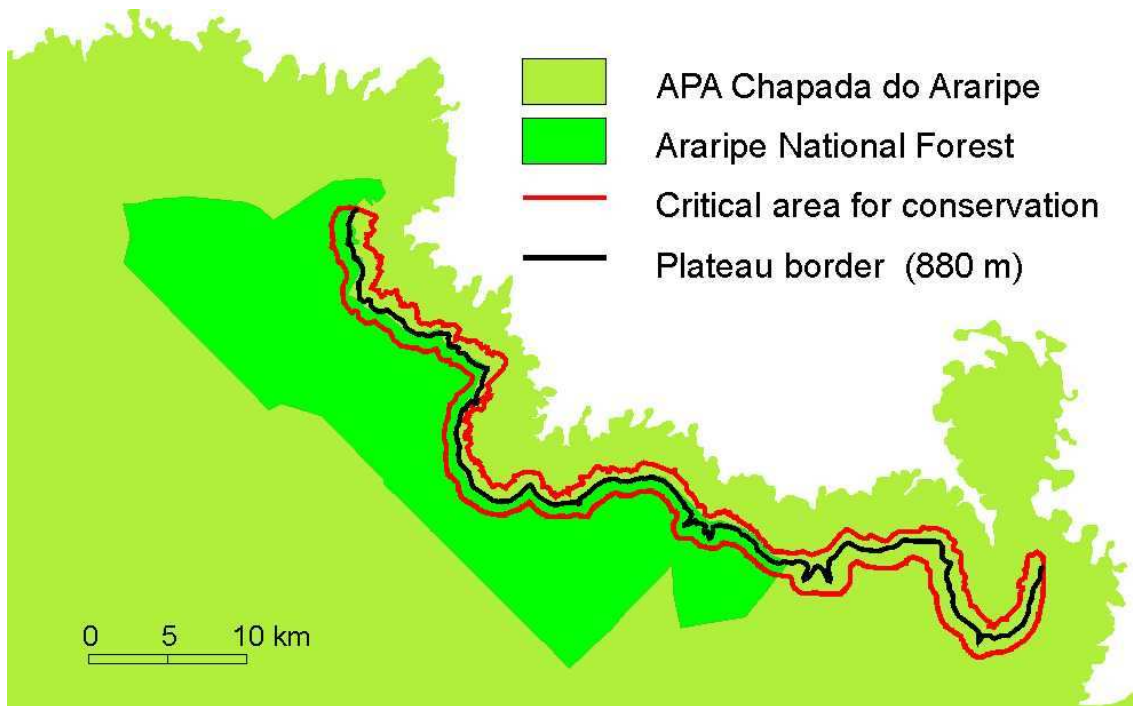 APA Chapada do Araripe
Araripe National Forest
Critical area for conservation
Plateau border (880 m)
0 5 10 km